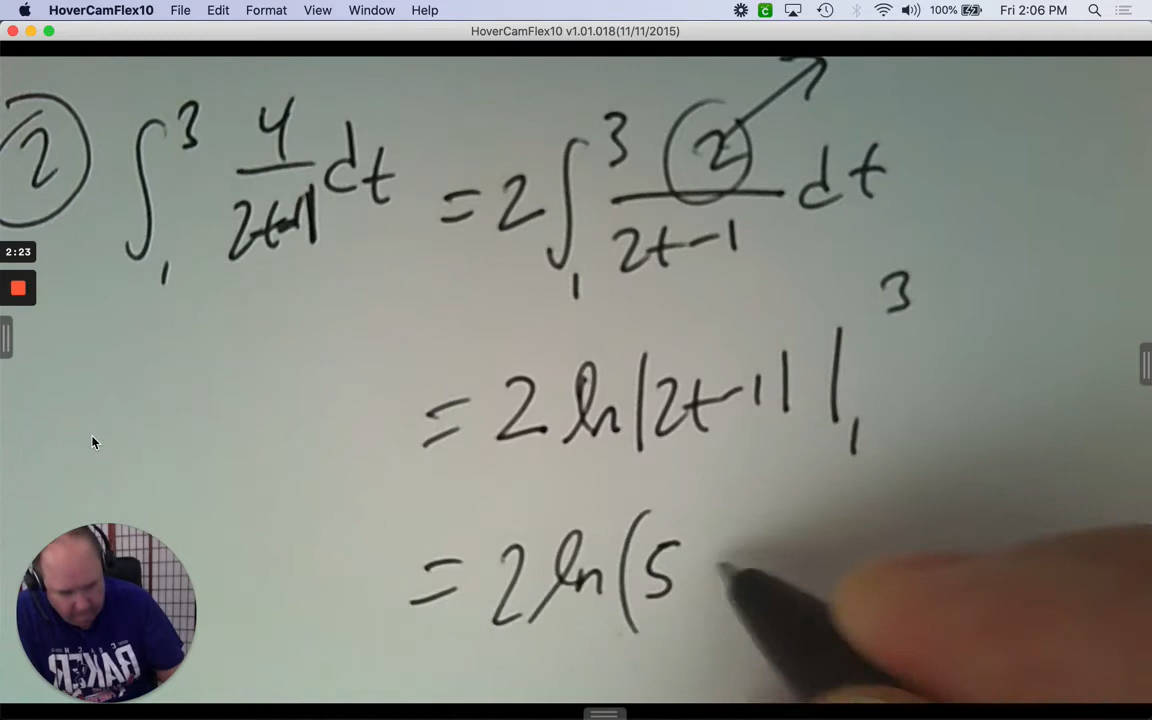 HoverCamFlex10 File Edit Format View Window Help 100% Fri 2:06 PM
HoverCamFlex10 v1.01.018(11/11/2015)
② ∫₁³ 4/(2t-1) dt = 2 ∫₁³ 2/(2t-1) dt
2:23
= 2 ln|2t-1| |₁³
= 2 ln(5
BAKER